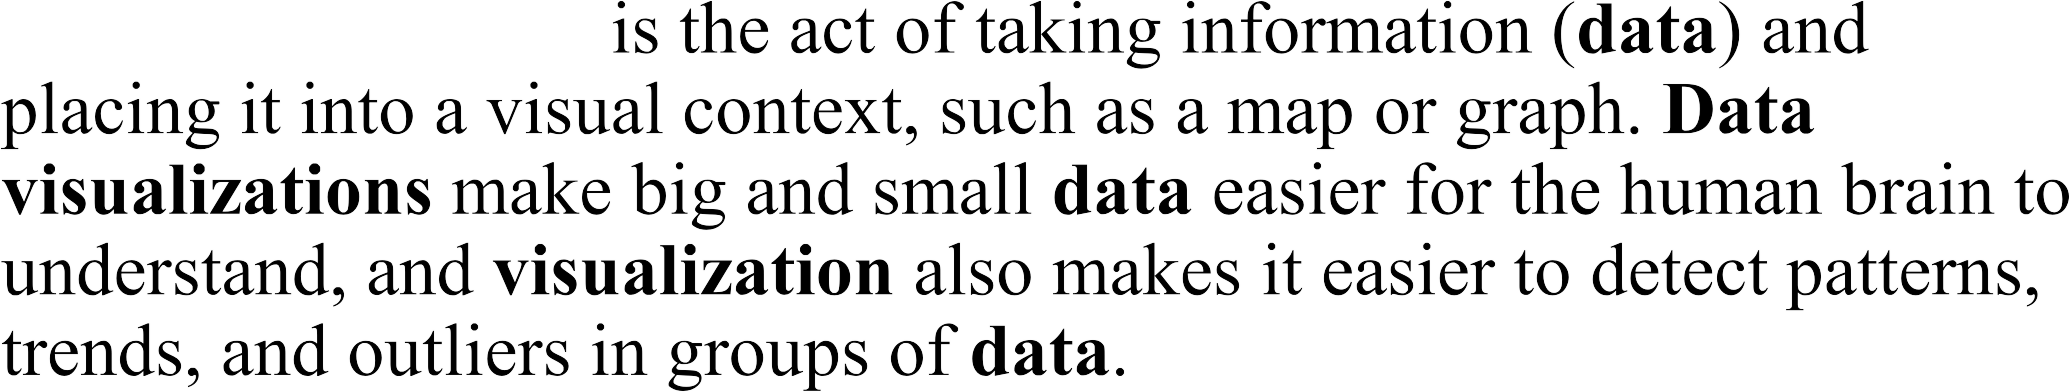 is the act of taking information (data) and
placing it into a visual context, such as a map or graph. Data
visualizations make big and small data easier for the human brain to
understand, and visualization also makes it easier to detect patterns,
trends, and outliers in groups of data.